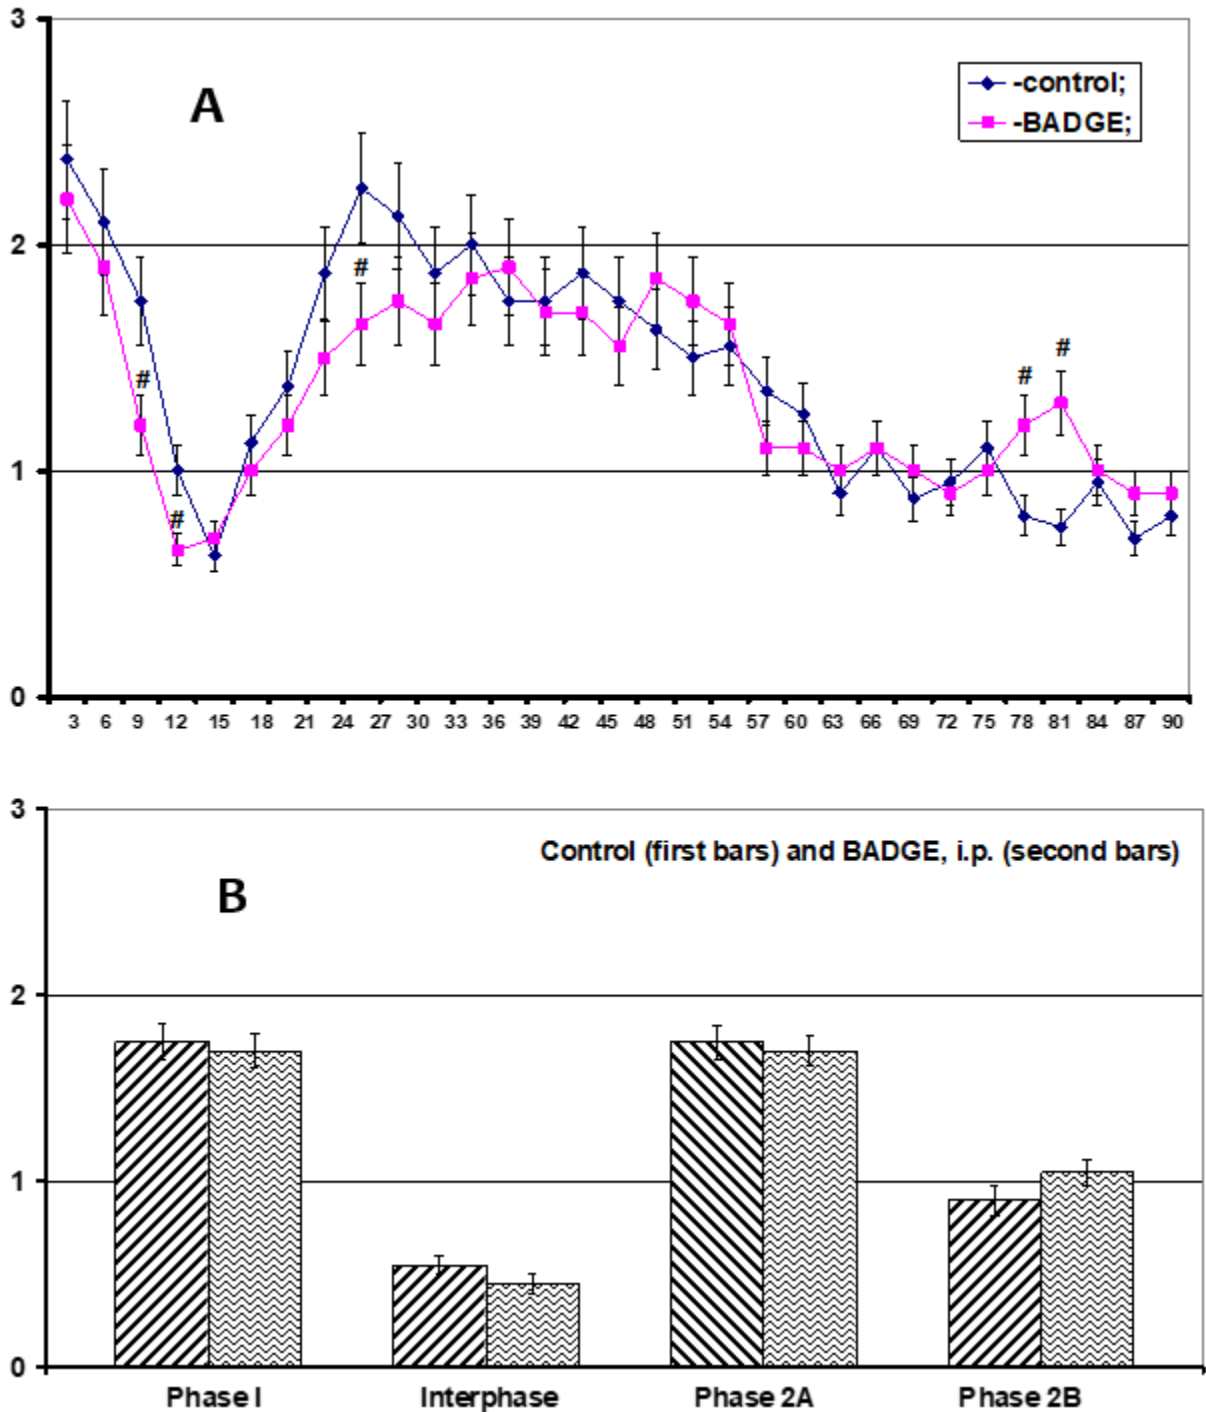 3
A
-control;
-BADGE;
2
#
#
#
#
#
1
0
3 6 9 12 15 18 21 24 27 30 33 36 39 42 45 48 51 54 57 60 63 66 69 72 75 78 81 84 87 90
3
Control (first bars) and BADGE, i.p. (second bars)
B
2
1
0
Phase I Interphase Phase 2A Phase 2B